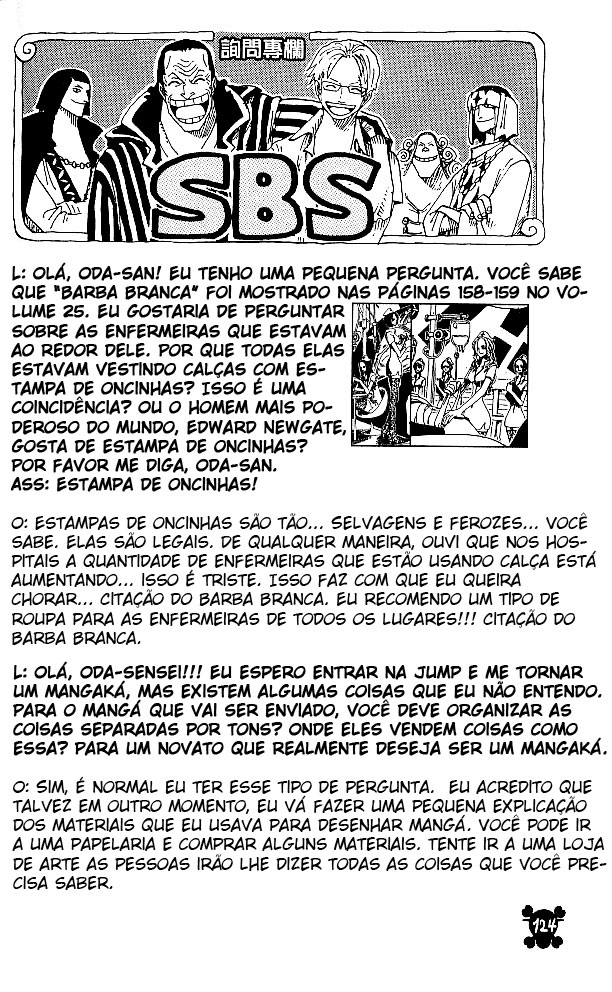 詢問專欄
SBS
L: OLÁ, ODA-SAN! EU TENHO UMA PEQUENA PERGUNTA. VOCÊ SABE
QUE "BARBA BRANCA" FOI MOSTRADO NAS PÁGINAS 158-159 NO VO-
LUME 25. EU GOSTARIA DE PERGUNTAR
SOBRE AS ENFERMEIRAS QUE ESTAVAM
AO REDOR DELE. POR QUE TODAS ELAS
ESTAVAM VESTINDO CALÇAS COM ES-
TAMPA DE ONCINHAS? ISSO É UMA
COINCIDÊNCIA? OU O HOMEM MAIS PO-
DEROSO DO MUNDO, EDWARD NEWGATE,
GOSTA DE ESTAMPA DE ONCINHAS?
POR FAVOR ME DIGA, ODA-SAN.
ASS: ESTAMPA DE ONCINHAS!
O: ESTAMPAS DE ONCINHAS SÃO TÃO... SELVAGENS E FEROZES... VOCÊ
SABE. ELAS SÃO LEGAIS. DE QUALQUER MANEIRA, OUVI QUE NOS HOS-
PITAIS A QUANTIDADE DE ENFERMEIRAS QUE ESTÃO USANDO CALÇA ESTÁ
AUMENTANDO... ISSO É TRISTE. ISSO FAZ COM QUE EU QUEIRA
CHORAR... CITAÇÃO DO BARBA BRANCA. EU RECOMENDO UM TIPO DE
ROUPA PARA AS ENFERMEIRAS DE TODOS OS LUGARES!!! CITAÇÃO DO
BARBA BRANCA.
L: OLÁ, ODA-SENSEI!!! EU ESPERO ENTRAR NA JUMP E ME TORNAR
UM MANGAKÁ, MAS EXISTEM ALGUMAS COISAS QUE EU NÃO ENTENDO.
PARA O MANGÁ QUE VAI SER ENVIADO, VOCÊ DEVE ORGANIZAR AS
COISAS SEPARADAS POR TONS? ONDE ELES VENDEM COISAS COMO
ESSA? PARA UM NOVATO QUE REALMENTE DESEJA SER UM MANGAKÁ.
O: SIM, É NORMAL EU TER ESSE TIPO DE PERGUNTA. EU ACREDITO QUE
TALVEZ EM OUTRO MOMENTO, EU VÁ FAZER UMA PEQUENA EXPLICAÇÃO
DOS MATERIAIS QUE EU USAVA PARA DESENHAR MANGÁ. VOCÊ PODE IR
A UMA PAPELARIA E COMPRAR ALGUNS MATERIAIS. TENTE IR A UMA LOJA
DE ARTE AS PESSOAS IRÃO LHE DIZER TODAS AS COISAS QUE VOCÊ PRE-
CISA SABER.
124